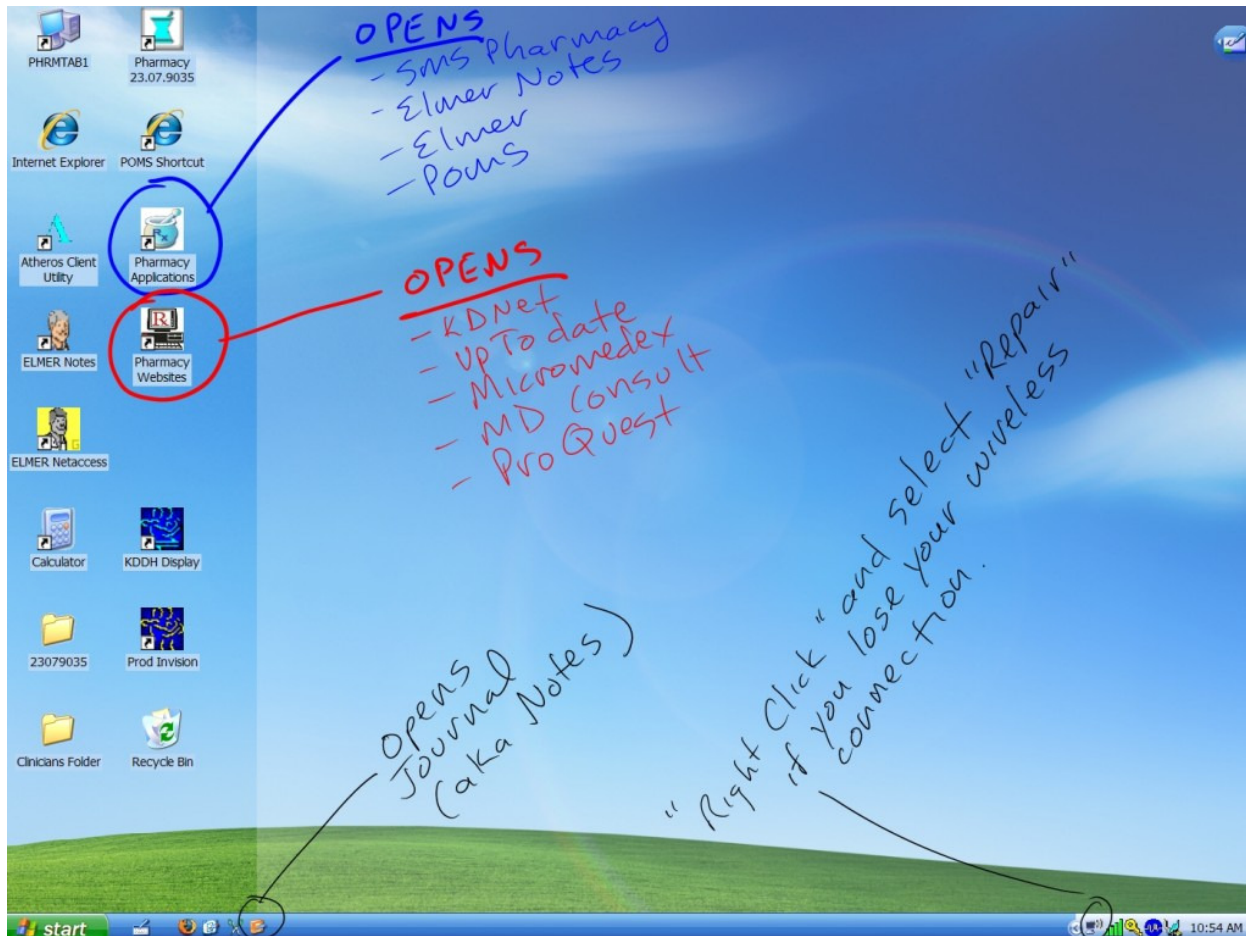 PHRMTAB1
Pharmacy
23.07.9035
Internet Explorer
POMS Shortcut
Atheros Client
Utility
Pharmacy
Applications
ELMER Notes
Pharmacy
Websites
ELMER Netaccess
Calculator
KDDH Display
23079035
Prod Invision
Clinicians Folder
Recycle Bin
OPENS
- SMS Pharmacy
- Elmer Notes
- Elmer
- POMS
OPENS
- KDNet
- UpTodate
- Micromedex
- MD Consult
- ProQuest
Opens
Journal
(aka Notes)
"Right Click" and select "Repair"
if you lose your wireless
connection.
start
10:54 AM